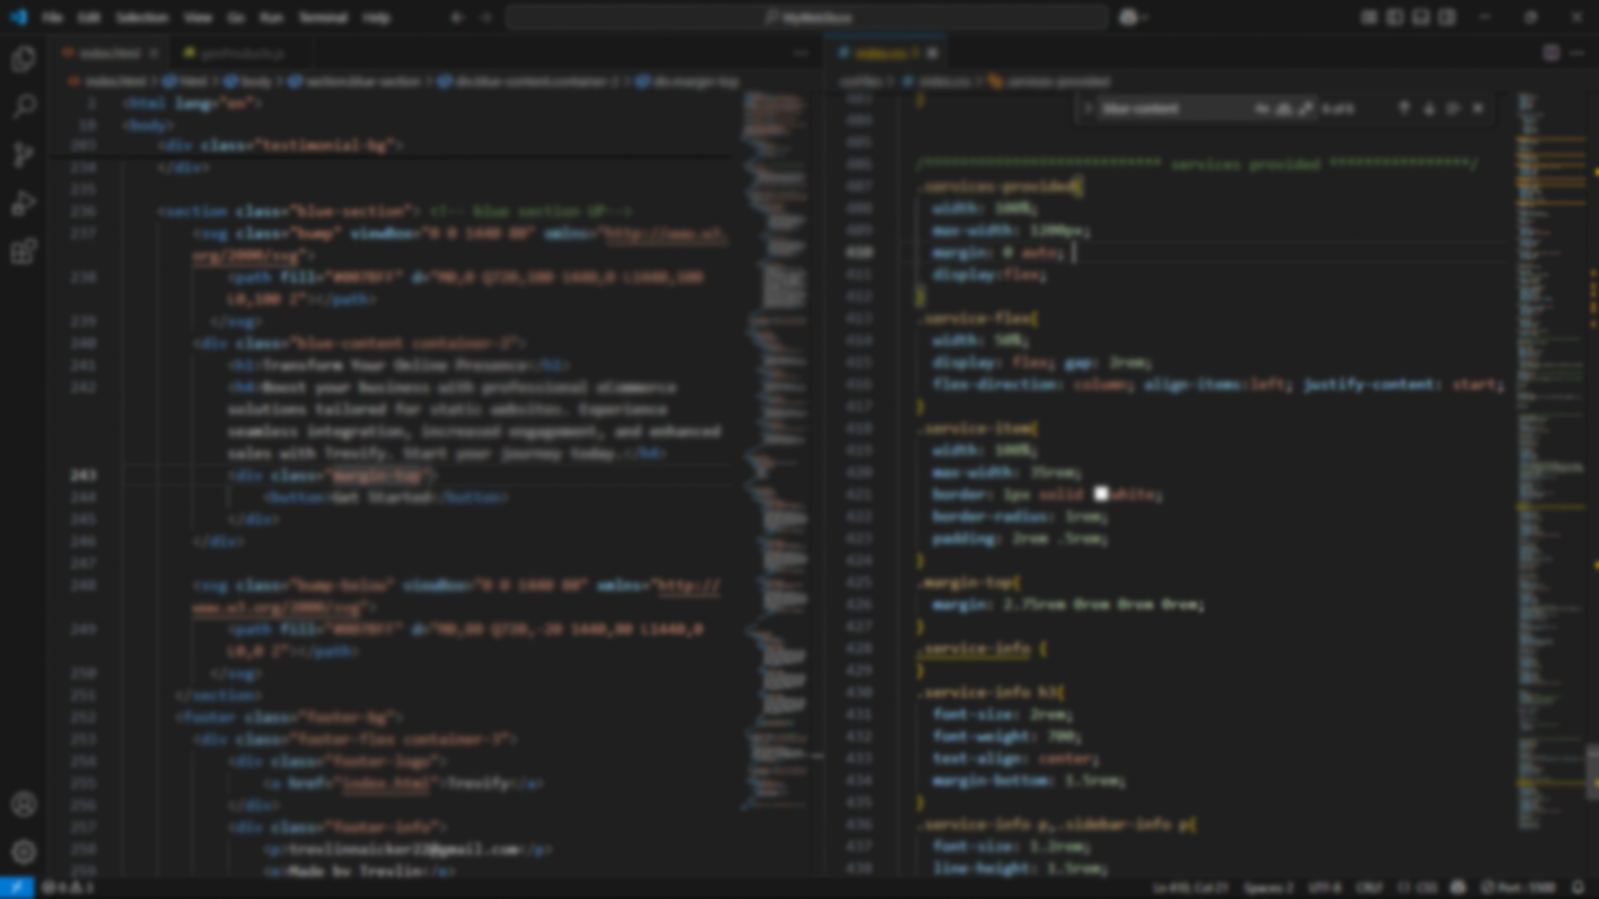 File Edit Selection View Go Run Terminal Help
MyWebsites
index.html
index.css
index.html > html > body > section.blue-section > div.blue-content.container-2 > div.margin-top
index.css > .services-provided
blue-content
2 <html lang="en">
18 <body>
203 <div class="testimonial-bg">
234 </div>
235
236 <section class="blue-section"> <!-- blue section UP-->
237 <svg class="bump" viewBox="0 0 1440 80" xmlns="http://www.w3.
org/2000/svg">
238 <path fill="#007BFF" d="M0,0 Q720,100 1440,0 L1440,100
L0,100 Z"></path>
239 </svg>
240 <div class="blue-content container-2">
241 <h1>Transform Your Online Presence</h1>
242 <h4>Boost your business with professional eCommerce
solutions tailored for static websites. Experience
seamless integration, increased engagement, and enhanced
sales with Trevify. Start your journey today.</h4>
243 <div class="margin-top">
244 <button>Get Started</button>
245 </div>
246 </div>
247
248 <svg class="bump-below" viewBox="0 0 1440 80" xmlns="http://
www.w3.org/2000/svg">
249 <path fill="#007BFF" d="M0,80 Q720,-20 1440,80 L1440,0
L0,0 Z"></path>
250 </svg>
251 </section>
252 <footer class="footer-bg">
253 <div class="footer-flex container-3">
254 <div class="footer-logo">
255 <a href="index.html">Trevify</a>
256 </div>
257 <div class="footer-info">
258 <p>trevlinnaicker22@gmail.com</p>
259 Made by Trevlin
403 }
404
405
406 services provided
407 .services-provided{
408 width: 100%;
409 max-width: 1200px;
410 margin: 0 auto;
411 display:flex;
412 }
413 .service-flex{
414 width: 50%;
415 display: flex; gap: 2rem;
416 flex-direction: column; align-items:left; justify-content: start;
417 }
418 .service-item{
419 width: 100%;
420 max-width: 35rem;
421 border: 1px solid white;
422 border-radius: 1rem;
423 padding: 2rem .5rem;
424 }
425 .margin-top{
426 margin: 2.75rem 0rem 0rem 0rem;
427 }
428 .service-info {
429 }
430 .service-info h3{
431 font-size: 2rem;
432 font-weight: 700;
433 text-align: center;
434 margin-bottom: 1.5rem;
435 }
436 .service-info p,.sidebar-info p{
437 font-size: 1.2rem;
438 line-height: 1.5rem;
Ln 410, Col 21 Spaces: 2 UTF-8 CRLF CSS Port : 5500